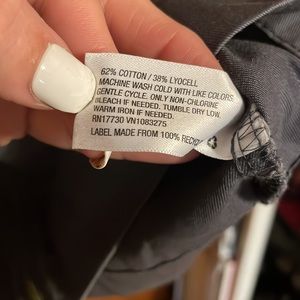 62% COTTON / 38% LYOCELL
MACHINE WASH COLD WITH LIKE COLORS
GENTLE CYCLE. ONLY NON-CHLORINE
BLEACH IF NEEDED. TUMBLE DRY LOW.
WARM IRON IF NEEDED.
RN17730 VN1083275
LABEL MADE FROM 100%